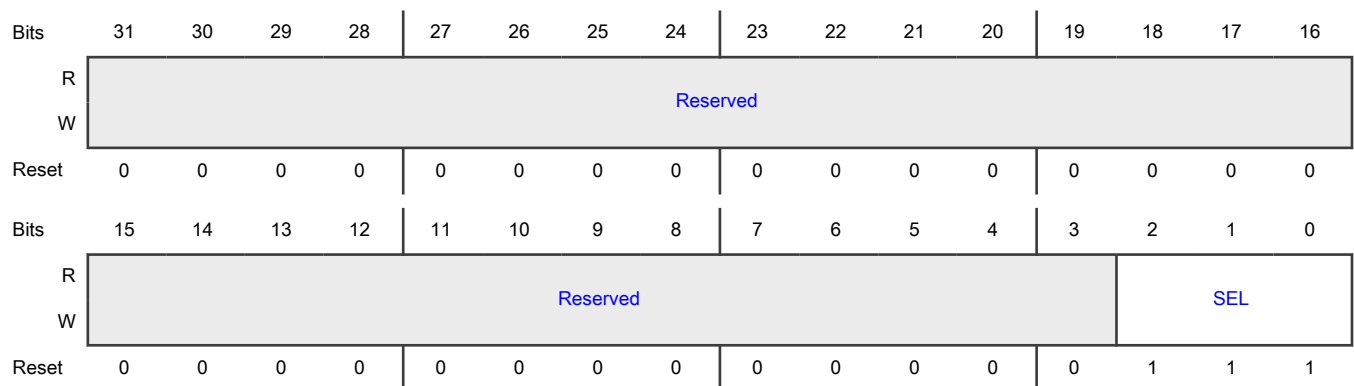 Bits 31 30 29 28 27 26 25 24 23 22 21 20 19 18 17 16
R
Reserved
W
Reset 0 0 0 0 0 0 0 0 0 0 0 0 0 0 0 0
Bits 15 14 13 12 11 10 9 8 7 6 5 4 3 2 1 0
R
Reserved SEL
W
Reset 0 0 0 0 0 0 0 0 0 0 0 0 0 1 1 1